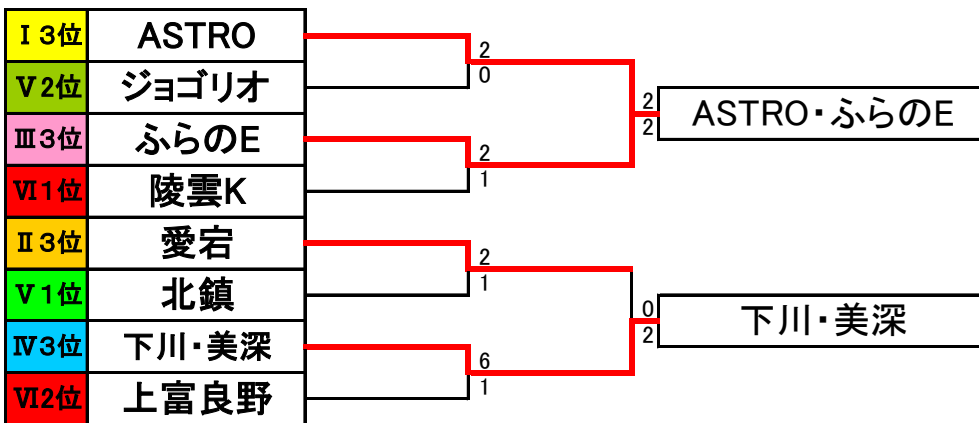 Ⅰ3位 ASTRO
2
0
Ⅴ2位 ジョゴリオ
2
2
ASTRO・ふらのE
Ⅲ3位 ふらのE
2
1
Ⅵ1位 陵雲K
Ⅱ3位 愛宕
2
1
Ⅴ1位 北鎮
0
2
下川・美深
Ⅳ3位 下川・美深
6
1
Ⅵ2位 上富良野